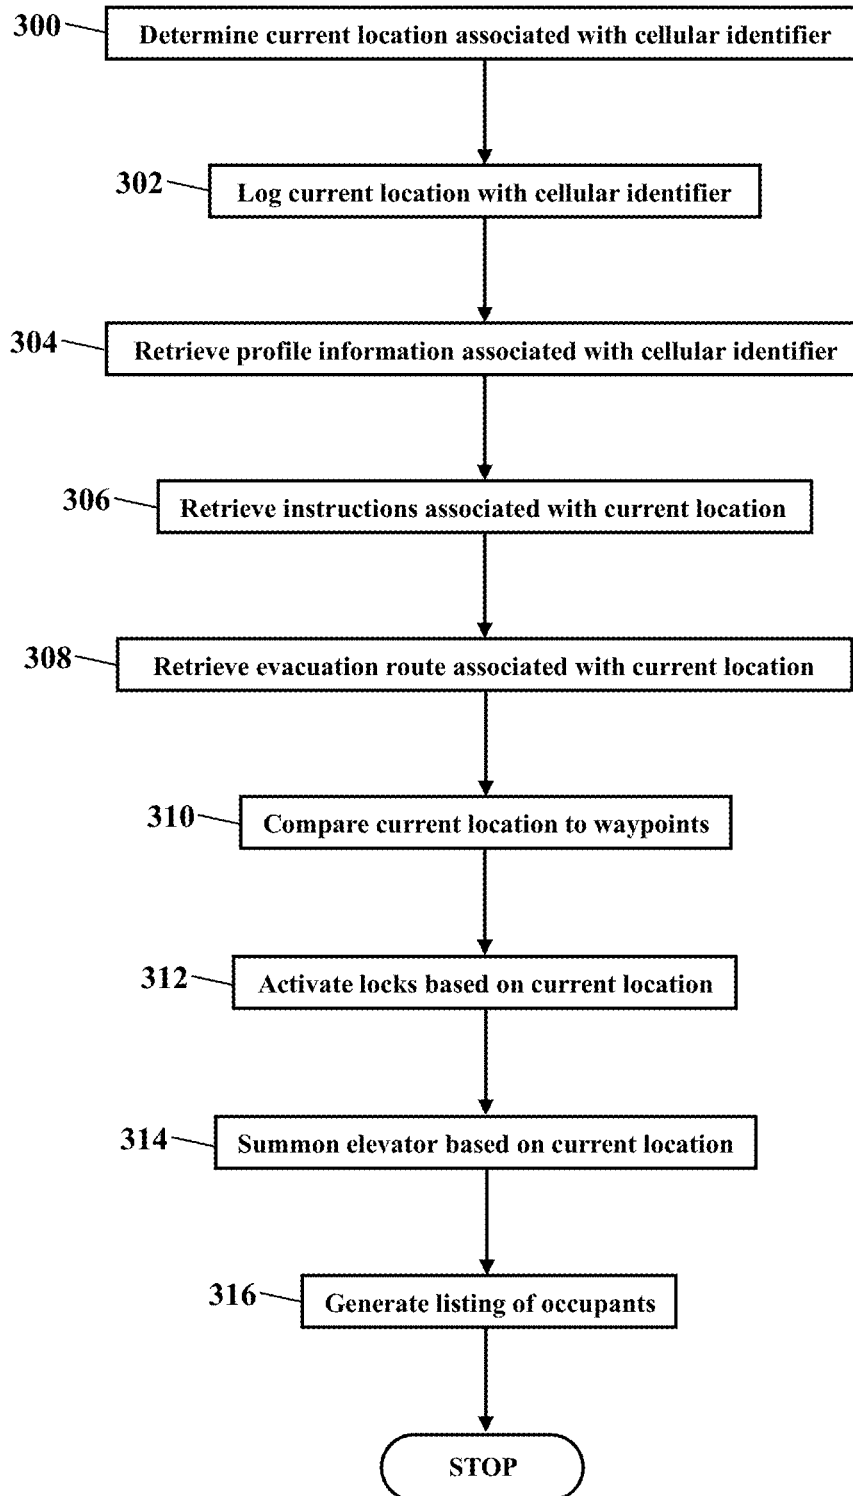 300 Determine current location associated with cellular identifier
302 Log current location with cellular identifier
304 Retrieve profile information associated with cellular identifier
306 Retrieve instructions associated with current location
308 Retrieve evacuation route associated with current location
310 Compare current location to waypoints
312 Activate locks based on current location
314 Summon elevator based on current location
316 Generate listing of occupants
STOP